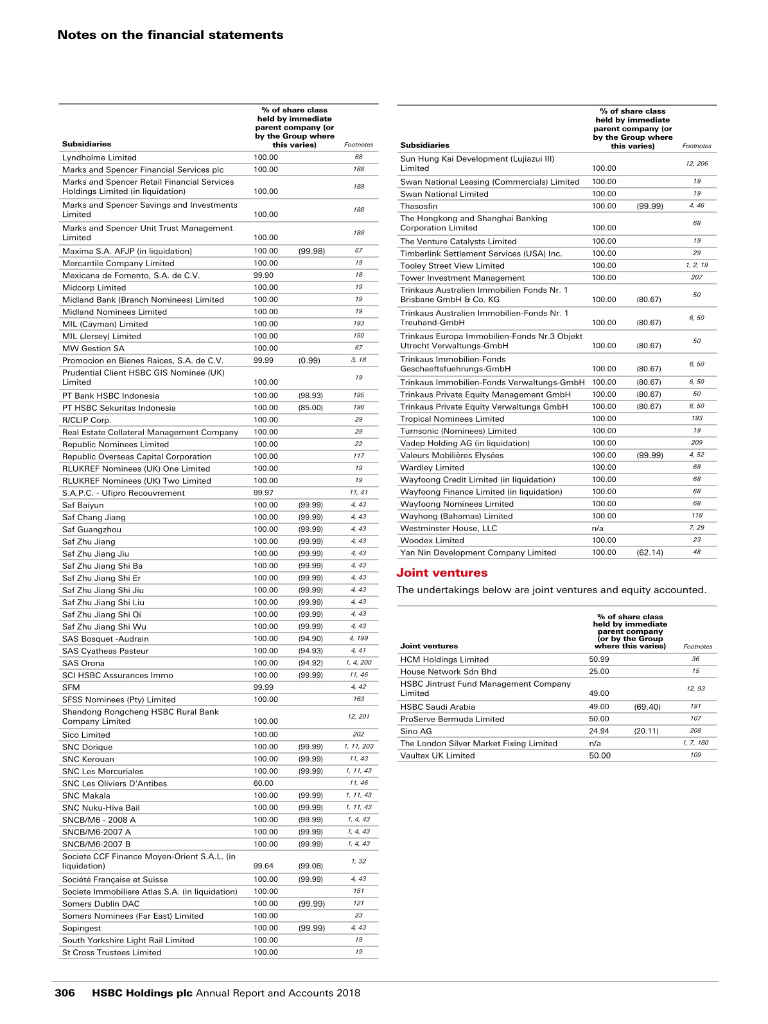 Notes on the financial statements
% of share class
held by immediate
parent company (or
by the Group where
Subsidiaries this varies) Footnotes
Lyndholme Limited 100.00 68
Marks and Spencer Financial Services plc 100.00 188
Marks and Spencer Retail Financial Services
Holdings Limited (in liquidation) 100.00 188
Marks and Spencer Savings and Investments
Limited 100.00 188
Marks and Spencer Unit Trust Management
Limited 100.00 188
Maxima S.A. AFJP (in liquidation) 100.00 (99.98) 67
Mercantile Company Limited 100.00 19
Mexicana de Fomento, S.A. de C.V. 99.90 18
Midcorp Limited 100.00 19
Midland Bank (Branch Nominees) Limited 100.00 19
Midland Nominees Limited 100.00 19
MIL (Cayman) Limited 100.00 193
MIL (Jersey) Limited 100.00 150
MW Gestion SA 100.00 67
Promocion en Bienes Raices, S.A. de C.V. 99.99 (0.99) 3, 18
Prudential Client HSBC GIS Nominee (UK)
Limited 100.00 19
PT Bank HSBC Indonesia 100.00 (98.93) 195
PT HSBC Sekuritas Indonesia 100.00 (85.00) 196
R/CLIP Corp. 100.00 29
Real Estate Collateral Management Company 100.00 29
Republic Nominees Limited 100.00 22
Republic Overseas Capital Corporation 100.00 117
RLUKREF Nominees (UK) One Limited 100.00 19
RLUKREF Nominees (UK) Two Limited 100.00 19
S.A.P.C. - Ufipro Recouvrement 99.97 11, 41
Saf Baiyun 100.00 (99.99) 4, 43
Saf Chang Jiang 100.00 (99.99) 4, 43
Saf Guangzhou 100.00 (99.99) 4, 43
Saf Zhu Jiang 100.00 (99.99) 4, 43
Saf Zhu Jiang Jiu 100.00 (99.99) 4, 43
Saf Zhu Jiang Shi Ba 100.00 (99.99) 4, 43
Saf Zhu Jiang Shi Er 100.00 (99.99) 4, 43
Saf Zhu Jiang Shi Jiu 100.00 (99.99) 4, 43
Saf Zhu Jiang Shi Liu 100.00 (99.99) 4, 43
Saf Zhu Jiang Shi Qi 100.00 (99.99) 4, 43
Saf Zhu Jiang Shi Wu 100.00 (99.99) 4, 43
SAS Bosquet -Audrain 100.00 (94.90) 4, 199
SAS Cyatheas Pasteur 100.00 (94.93) 4, 41
SAS Orona 100.00 (94.92) 1, 4, 200
SCI HSBC Assurances Immo 100.00 (99.99) 11, 46
SFM 99.99 4, 42
SFSS Nominees (Pty) Limited 100.00 163
Shandong Rongcheng HSBC Rural Bank
Company Limited 100.00 12, 201
Sico Limited 100.00 202
SNC Dorique 100.00 (99.99) 1, 11, 203
SNC Kerouan 100.00 (99.99) 11, 43
SNC Les Mercuriales 100.00 (99.99) 1, 11, 43
SNC Les Oliviers D'Antibes 60.00 11, 46
SNC Makala 100.00 (99.99) 1, 11, 43
SNC Nuku-Hiva Bail 100.00 (99.99) 1, 11, 43
SNCB/M6 - 2008 A 100.00 (99.99) 1, 4, 43
SNCB/M6-2007 A 100.00 (99.99) 1, 4, 43
SNCB/M6-2007 B 100.00 (99.99) 1, 4, 43
Societe CCF Finance Moyen-Orient S.A.L. (in
liquidation) 99.64 (99.08) 1, 32
Société Française et Suisse 100.00 (99.99) 4, 43
Societe Immobiliere Atlas S.A. (in liquidation) 100.00 151
Somers Dublin DAC 100.00 (99.99) 121
Somers Nominees (Far East) Limited 100.00 23
Sopingest 100.00 (99.99) 4, 43
South Yorkshire Light Rail Limited 100.00 19
St Cross Trustees Limited 100.00 19
% of share class
held by immediate
parent company (or
by the Group where
Subsidiaries this varies) Footnotes
Sun Hung Kai Development (Lujiazui III)
Limited 100.00 12, 206
Swan National Leasing (Commercials) Limited 100.00 19
Swan National Limited 100.00 19
Thasosfin 100.00 (99.99) 4, 46
The Hongkong and Shanghai Banking
Corporation Limited 100.00 68
The Venture Catalysts Limited 100.00 19
Timberlink Settlement Services (USA) Inc. 100.00 29
Tooley Street View Limited 100.00 1, 2, 19
Tower Investment Management 100.00 207
Trinkaus Australien Immobilien Fonds Nr. 1
Brisbane GmbH & Co. KG 100.00 (80.67) 50
Trinkaus Australien Immobilien-Fonds Nr. 1
Treuhand-GmbH 100.00 (80.67) 6, 50
Trinkaus Europa Immobilien-Fonds Nr.3 Objekt
Utrecht Verwaltungs-GmbH 100.00 (80.67) 50
Trinkaus Immobilien-Fonds
Geschaeftsfuehrungs-GmbH 100.00 (80.67) 6, 50
Trinkaus Immobilien-Fonds Verwaltungs-GmbH 100.00 (80.67) 6, 50
Trinkaus Private Equity Management GmbH 100.00 (80.67) 50
Trinkaus Private Equity Verwaltungs GmbH 100.00 (80.67) 6, 50
Tropical Nominees Limited 100.00 193
Turnsonic (Nominees) Limited 100.00 19
Vadep Holding AG (in liquidation) 100.00 209
Valeurs Mobilières Elysées 100.00 (99.99) 4, 52
Wardley Limited 100.00 68
Wayfoong Credit Limited (in liquidation) 100.00 68
Wayfoong Finance Limited (in liquidation) 100.00 68
Wayfoong Nominees Limited 100.00 68
Wayhong (Bahamas) Limited 100.00 118
Westminster House, LLC n/a 7, 29
Woodex Limited 100.00 23
Yan Nin Development Company Limited 100.00 (62.14) 48
Joint ventures
The undertakings below are joint ventures and equity accounted.
% of share class
held by immediate
parent company
(or by the Group
Joint ventures where this varies) Footnotes
HCM Holdings Limited 50.99 36
House Network Sdn Bhd 25.00 15
HSBC Jintrust Fund Management Company
Limited 49.00 12, 93
HSBC Saudi Arabia 49.00 (69.40) 191
ProServe Bermuda Limited 50.00 107
Sino AG 24.94 (20.11) 208
The London Silver Market Fixing Limited n/a 1, 7, 180
Vaultex UK Limited 50.00 109
306 HSBC Holdings plc Annual Report and Accounts 2018